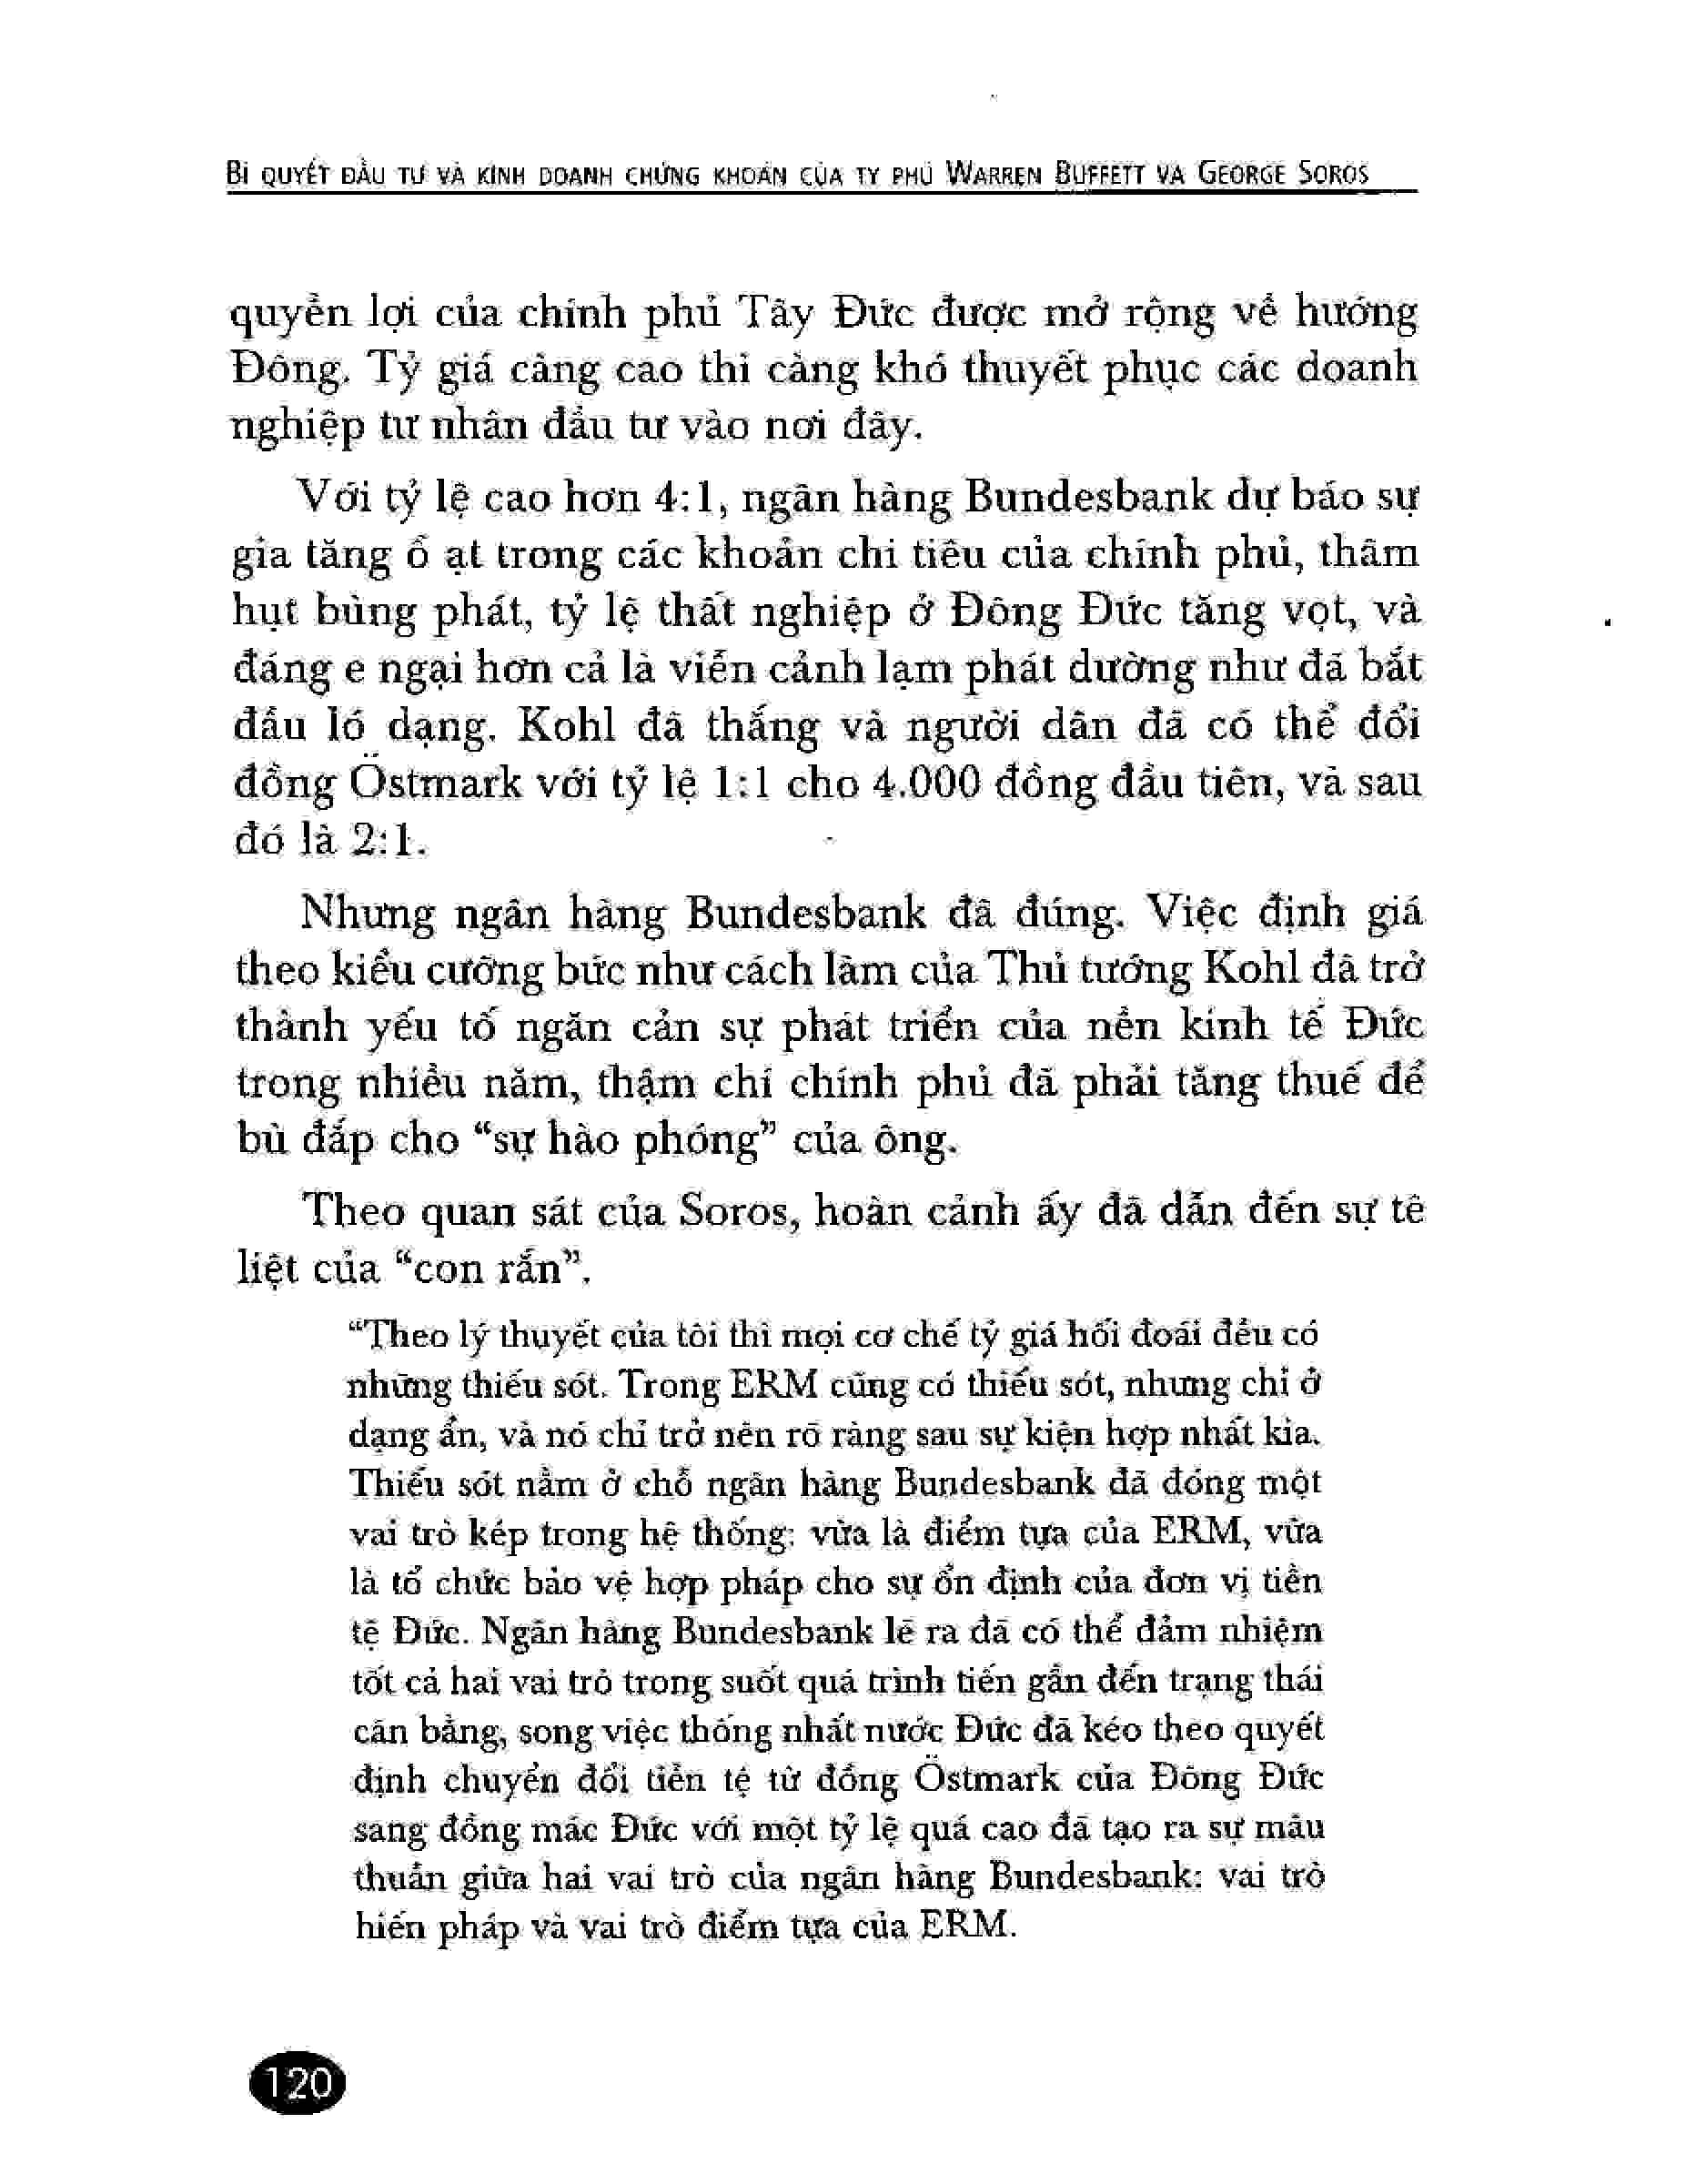 BÍ QUYẾT ĐẦU TƯ VÀ KINH DOANH CHỨNG KHOÁN CỦA TỶ PHÚ WARREN BUFFETT VÀ GEORGE SOROS
quyền lợi của chính phủ Tây Đức được mở rộng về hướng
Đông. Tỷ giá càng cao thì càng khó thuyết phục các doanh
nghiệp tư nhân đầu tư vào nơi đây.
Với tỷ lệ cao hơn 4:1, ngân hàng Bundesbank dự báo sự
gia tăng ồ ạt trong các khoản chi tiêu của chính phủ, thâm
hụt bùng phát, tỷ lệ thất nghiệp ở Đông Đức tăng vọt, và
đáng e ngại hơn cả là viễn cảnh lạm phát dường như đã bắt
đầu ló dạng. Kohl đã thắng và người dân đã có thể đổi
đồng Östmark với tỷ lệ 1:1 cho 4.000 đồng đầu tiên, và sau
đó là 2:1.
Nhưng ngân hàng Bundesbank đã đúng. Việc định giá
theo kiểu cưỡng bức như cách làm của Thủ tướng Kohl đã trở
thành yếu tố ngăn cản sự phát triển của nền kinh tế Đức
trong nhiều năm, thậm chí chính phủ đã phải tăng thuế để
bù đắp cho “sự hào phóng” của ông.
Theo quan sát của Soros, hoàn cảnh ấy đã dẫn đến sự tê
liệt của “con rắn”.
“Theo lý thuyết của tôi thì mọi cơ chế tỷ giá hối đoái đều có
những thiếu sót. Trong ERM cũng có thiếu sót, nhưng chỉ ở
dạng ẩn, và nó chỉ trở nên rõ ràng sau sự kiện hợp nhất kia.
Thiếu sót nằm ở chỗ ngân hàng Bundesbank đã đóng một
vai trò kép trong hệ thống: vừa là điểm tựa của ERM, vừa
là tổ chức bảo vệ hợp pháp cho sự ổn định của đơn vị tiền
tệ Đức. Ngân hàng Bundesbank lẽ ra đã có thể đảm nhiệm
tốt cả hai vai trò trong suốt quá trình tiến gần đến trạng thái
cân bằng, song việc thống nhất nước Đức đã kéo theo quyết
định chuyển đổi tiền tệ từ đồng Östmark của Đông Đức
sang đồng mác Đức với một tỷ lệ quá cao đã tạo ra sự mâu
thuẫn giữa hai vai trò của ngân hàng Bundesbank: vai trò
hiến pháp và vai trò điểm tựa của ERM.
120